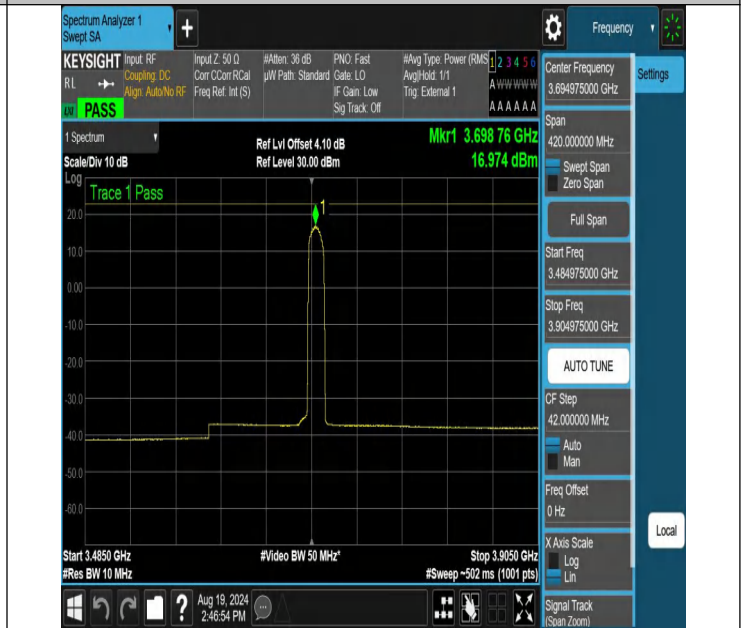 Spectrum Analyzer 1
Swept SA
+
Frequency
KEYSIGHT
RL
PASS
Input: RF
Coupling: DC
Align: Auto/No RF
Input Z: 50 Ω
Corr CCorr RCal
Freq Ref: Int (S)
#Atten: 36 dB
µW Path: Standard
PNO: Fast
Gate: LO
IF Gain: Low
Sig Track: Off
#Avg Type: Power (RMS
Avg|Hold: 1/1
Trig: External 1
1 2 3 4 5 6
A W W W W W
A A A A A A
1 Spectrum
Scale/Div 10 dB
Ref Lvl Offset 4.10 dB
Ref Level 30.00 dBm
Mkr1 3.698 76 GHz
16.974 dBm
Log
Trace 1 Pass
1
20.0
10.0
0.00
-10.0
-20.0
-30.0
-40.0
-50.0
-60.0
Start 3.4850 GHz
#Res BW 10 MHz
#Video BW 50 MHz*
Stop 3.9050 GHz
#Sweep ~502 ms (1001 pts)
Aug 19, 2024
2:46:54 PM
?
Center Frequency
3.694975000 GHz
Settings
Span
420.000000 MHz
Swept Span
Zero Span
Full Span
Start Freq
3.484975000 GHz
Stop Freq
3.904975000 GHz
AUTO TUNE
CF Step
42.000000 MHz
Auto
Man
Freq Offset
0 Hz
X Axis Scale
Log
Lin
Local
Signal Track
(Span Zoom)